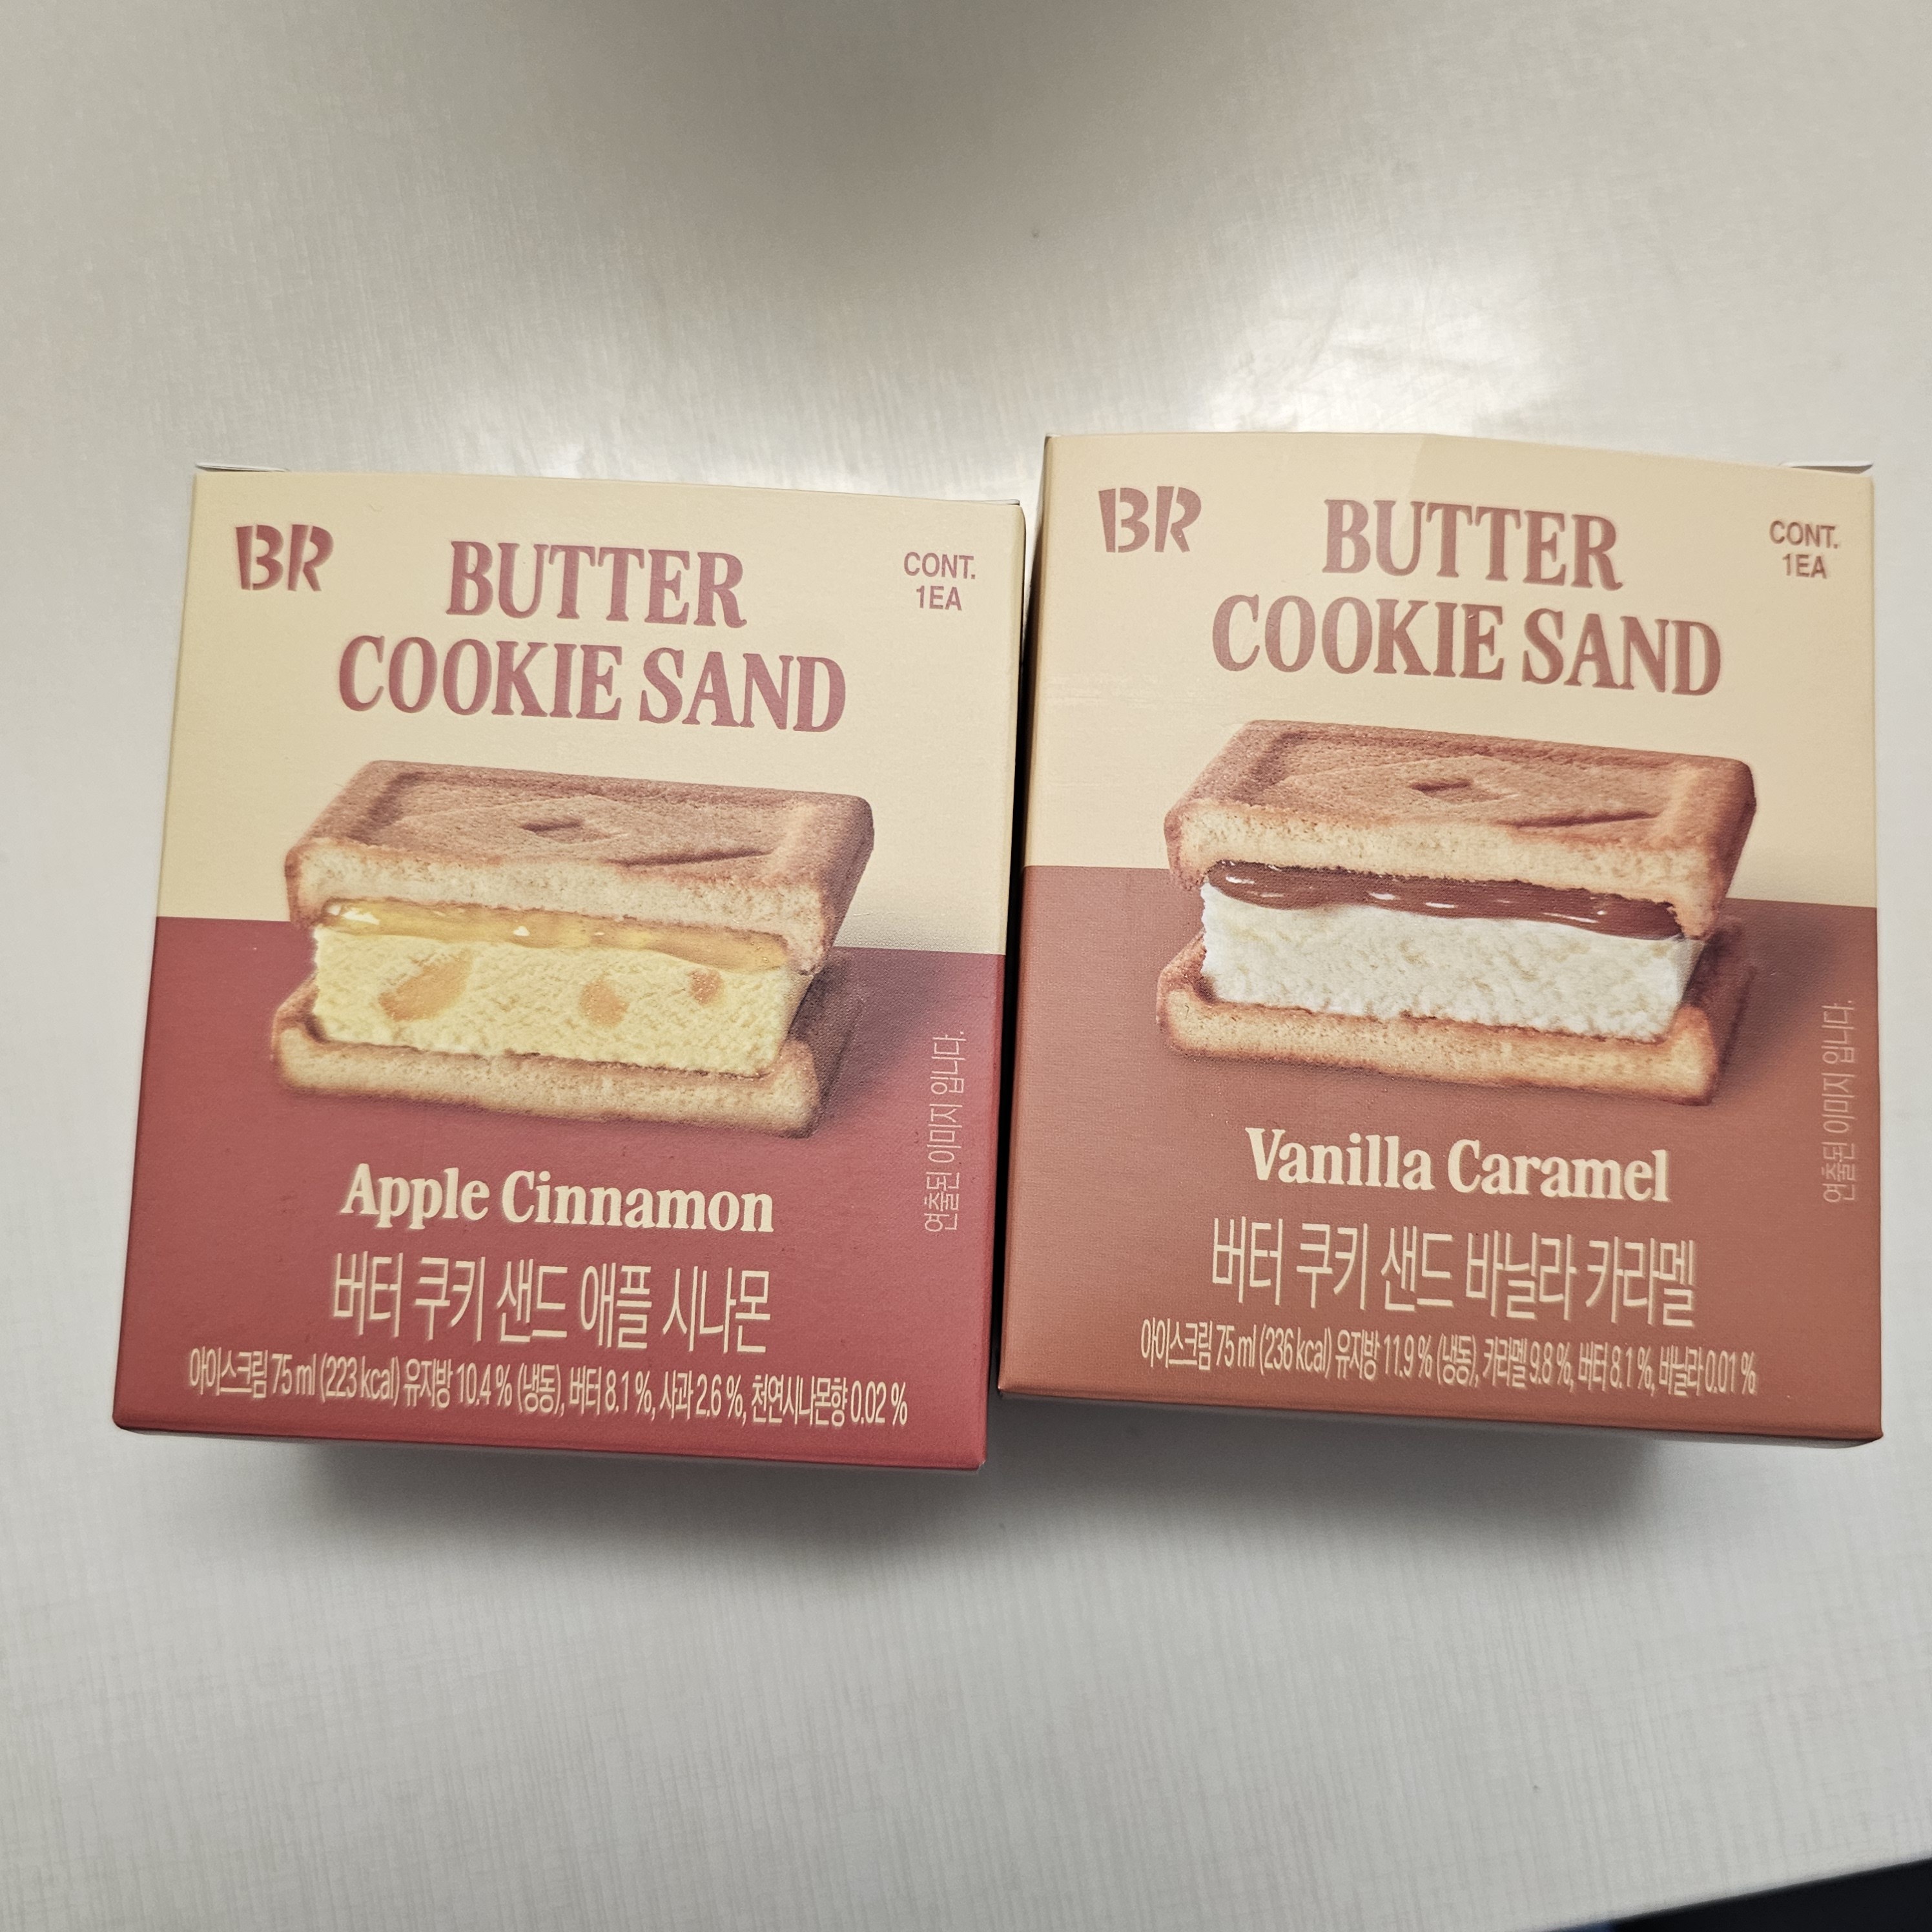 BR
BUTTER
COOKIE SAND
CONT.
1EA
연출된 이미지 입니다.
Apple Cinnamon
버터 쿠키 샌드 애플 시나몬
아이스크림 75 ml (223 kcal) 유지방 10.4 % (냉동), 버터 8.1 %, 사과 2.6 %, 천연시나몬향 0.02 %
BR
BUTTER
COOKIE SAND
CONT.
1EA
연출된 이미지 입니다.
Vanilla Caramel
버터 쿠키 샌드 바닐라 카라멜
아이스크림 75 ml (236 kcal) 유지방 11.9 % (냉동), 카라멜 9.8 %, 버터 8.1 %, 바닐라 0.01 %